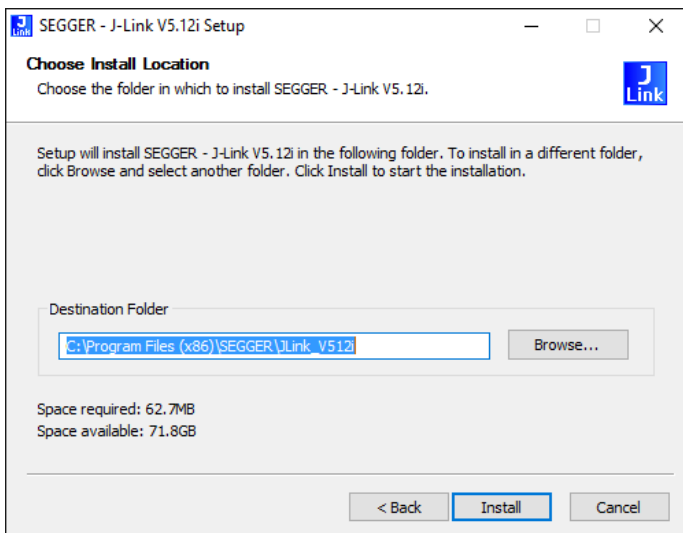 J
Link
SEGGER - J-Link V5.12i Setup
Choose Install Location
Choose the folder in which to install SEGGER - J-Link V5.12i.
J
Link
Setup will install SEGGER - J-Link V5.12i in the following folder. To install in a different folder,
click Browse and select another folder. Click Install to start the installation.
Destination Folder
C:\Program Files (x86)\SEGGER\JLink_V512i
Browse...
Space required: 62.7MB
Space available: 71.8GB
< Back
Install
Cancel